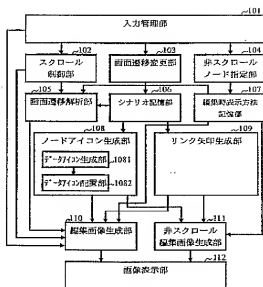 101
入力管理部
102
103
104
スクロール
制御部
画面遷移変更部
非スクロール
ノード指定部
105
106
107
画面遷移解析部
シナリオ記憶部
編集時表示方法
記憶部
108
109
ノードアイコン生成部
リンク矢印生成部
データアイコン生成部
1081
データアイコン配置部
1082
110
111
編集画像生成部
非スクロール
編集画像生成部
112
画像表示部